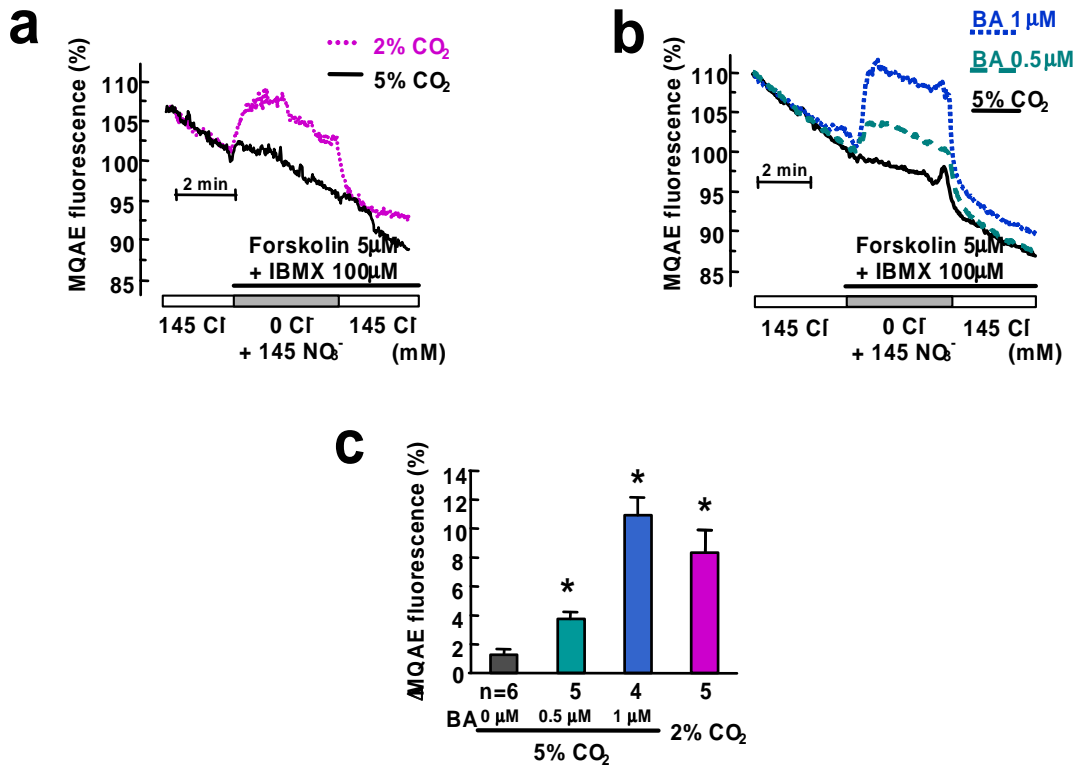 a
2% CO2
5% CO2
MQAE fluorescence (%)
110
105
100
95
90
85
2 min
Forskolin 5μM
+ IBMX 100μM
145 Cl-
0 Cl-
145 Cl-
+ 145 NO3-
(mM)
b
BA 1μM
BA 0.5μM
5% CO2
MQAE fluorescence (%)
110
105
100
95
90
85
2 min
Forskolin 5μM
+ IBMX 100μM
145 Cl-
0 Cl-
145 Cl-
+ 145 NO3-
(mM)
c
ΔMQAE fluorescence (%)
14
12
10
8
6
4
2
0
* * *
n=6 5 4 5
BA 0 μM 0.5 μM 1 μM 2% CO2
5% CO2